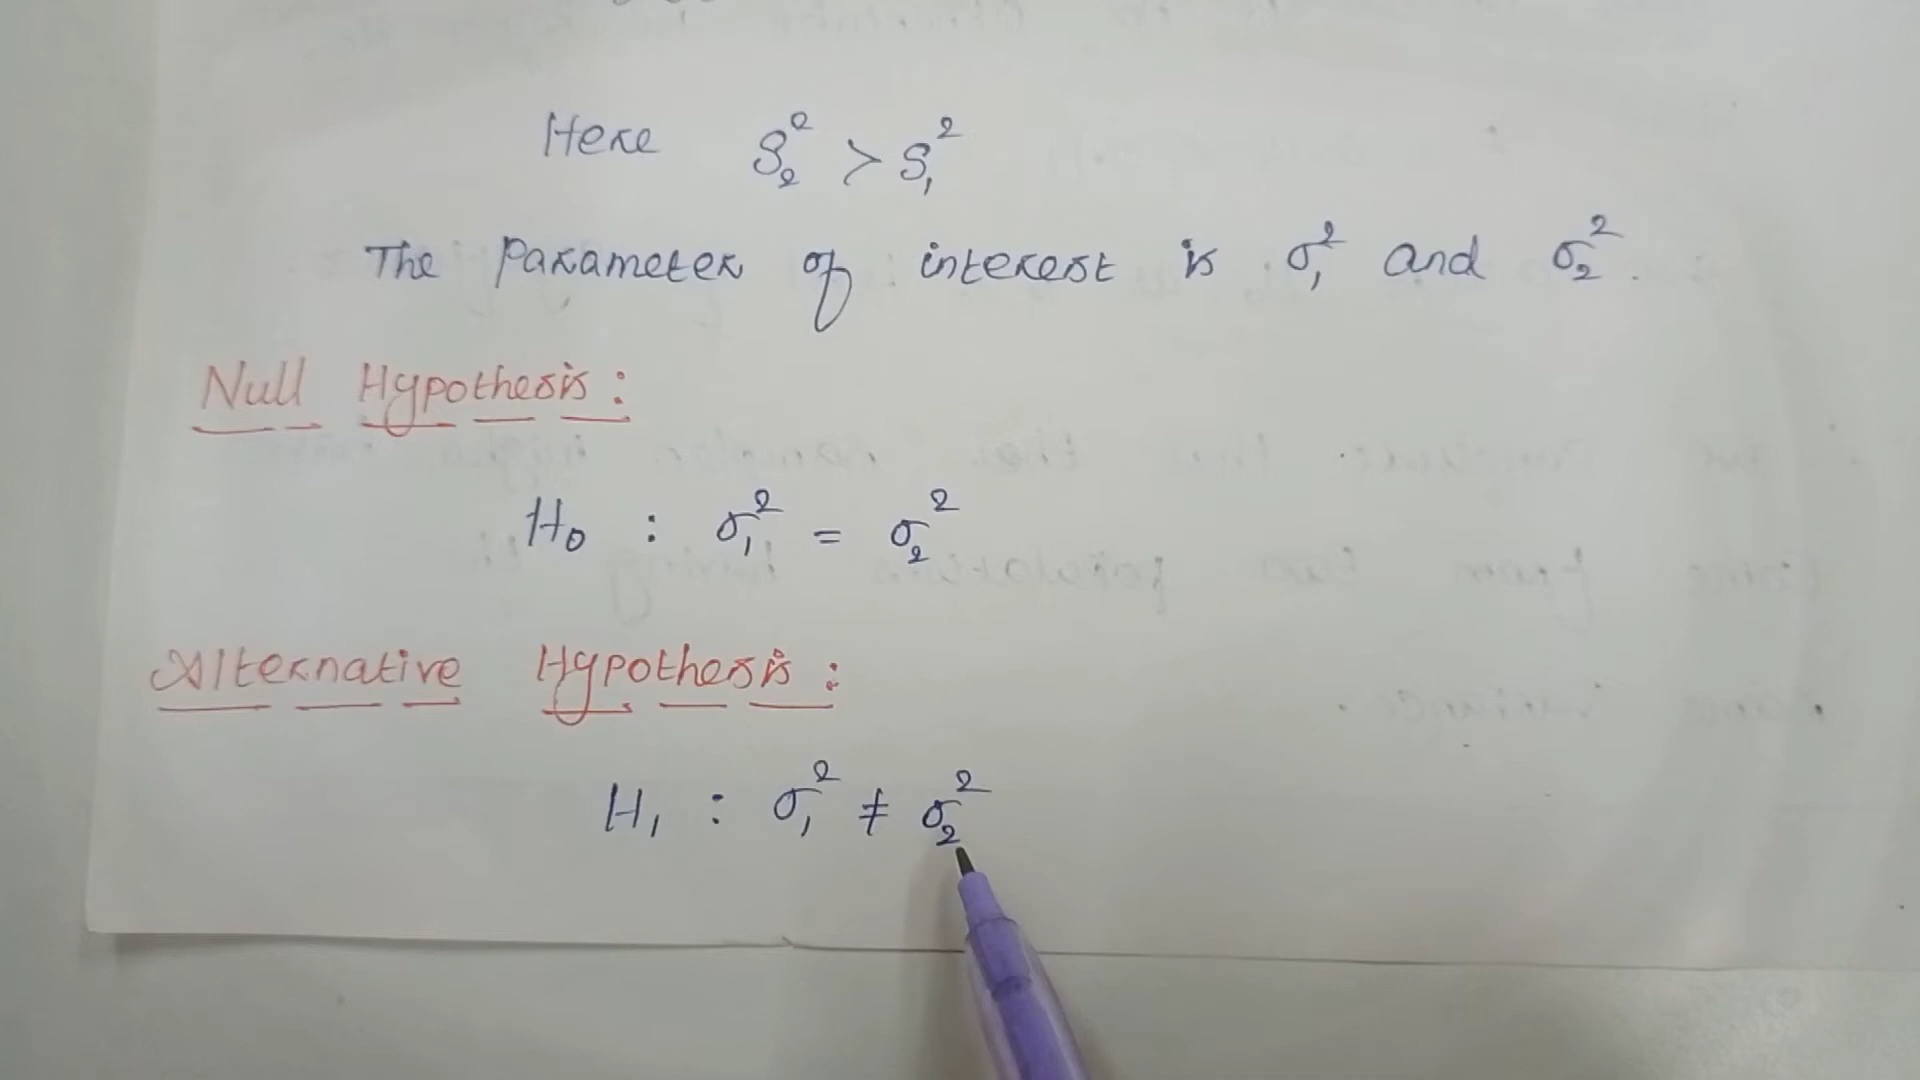 Here S₂² > S₁²
The Parameter of interest is σ₁² and σ₂².
Null Hypothesis:
H₀ : σ₁² = σ₂²
Alternative Hypothesis:
H₁ : σ₁² ≠ σ₂²